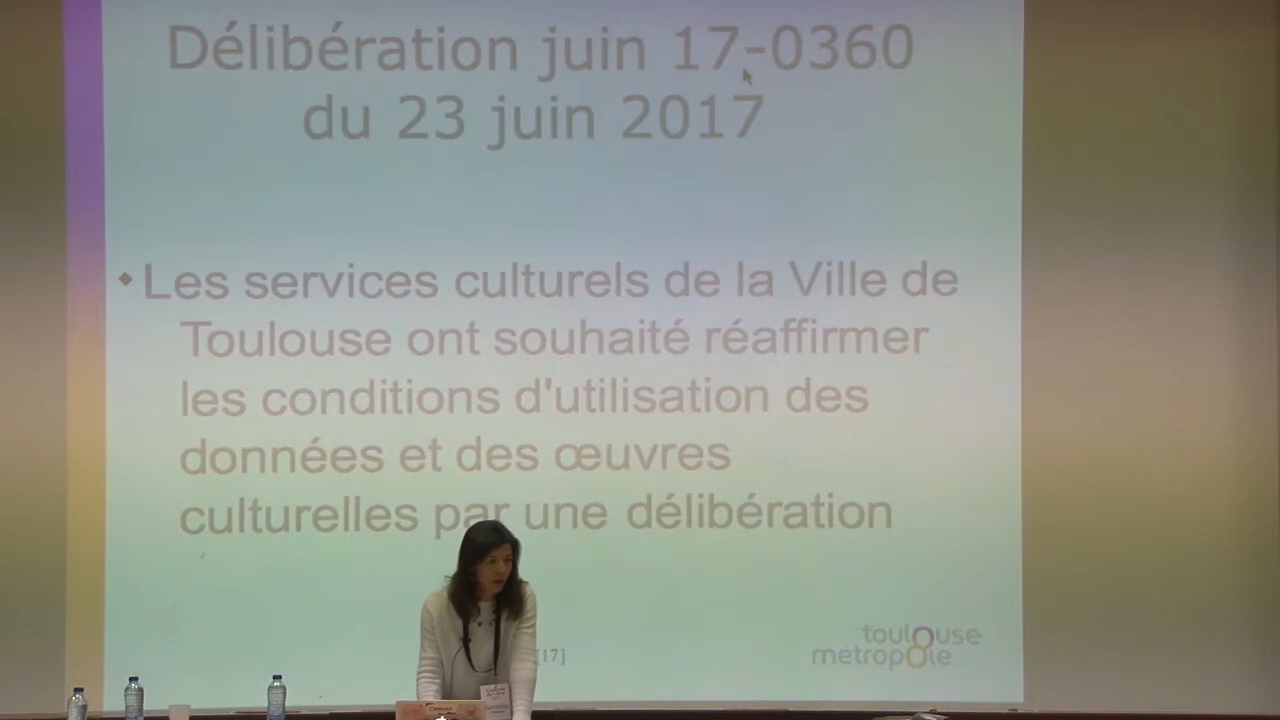 Délibération juin 17-0360
du 23 juin 2017
Les services culturels de la Ville de
Toulouse ont souhaité réaffirmer
les conditions d'utilisation des
données et des œuvres
culturelles par une délibération
[17]
toulouse
metropole